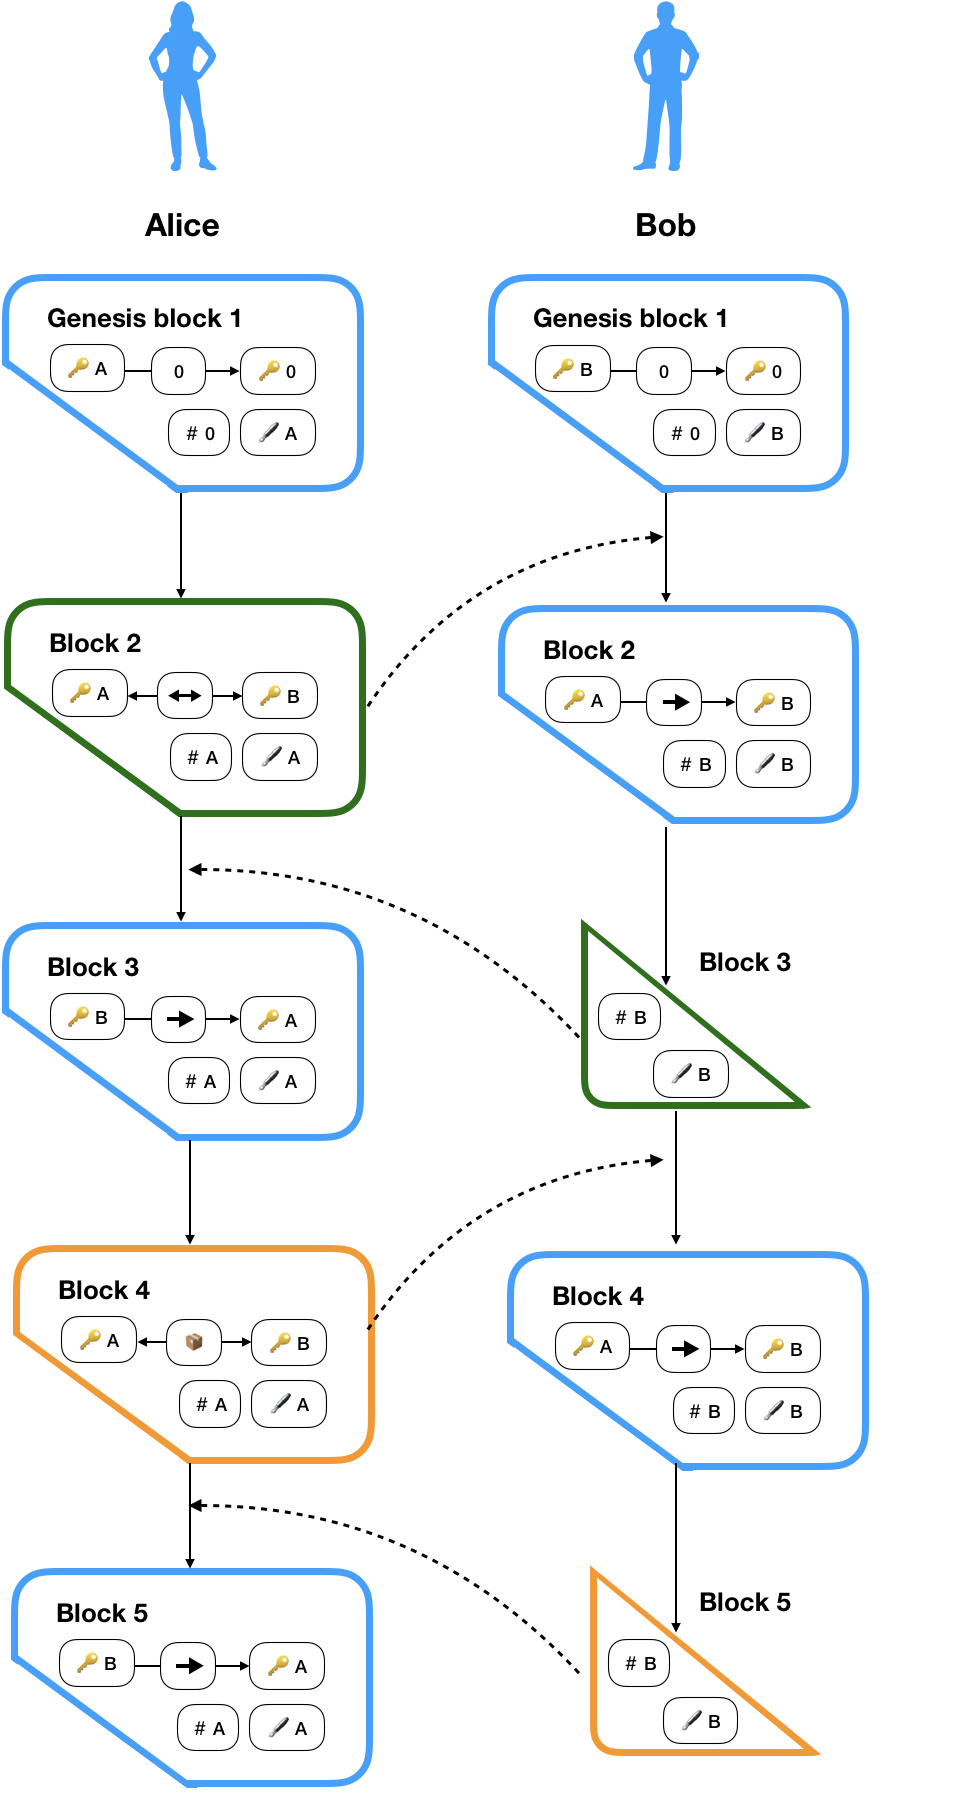 Alice
Bob
Genesis block 1
A 0 0
# 0 A
Genesis block 1
B 0 0
# 0 B
Block 2
A B
# A A
Block 2
A B
# B B
Block 3
B A
# A A
Block 3
# B
B
Block 4
A B
# A A
Block 4
A B
# B B
Block 5
B A
# A A
Block 5
# B
B